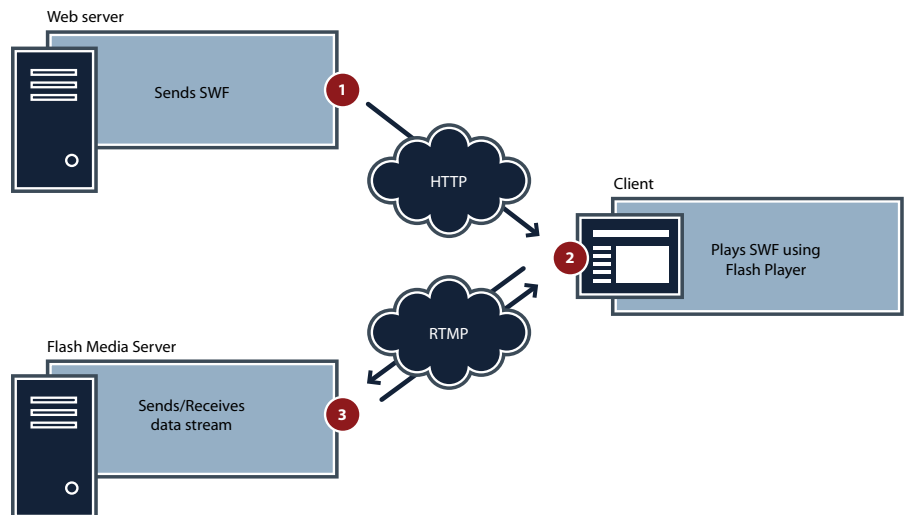 Web server
Sends SWF
1
HTTP
Client
2
Plays SWF using
Flash Player
RTMP
Flash Media Server
Sends/Receives
data stream
3